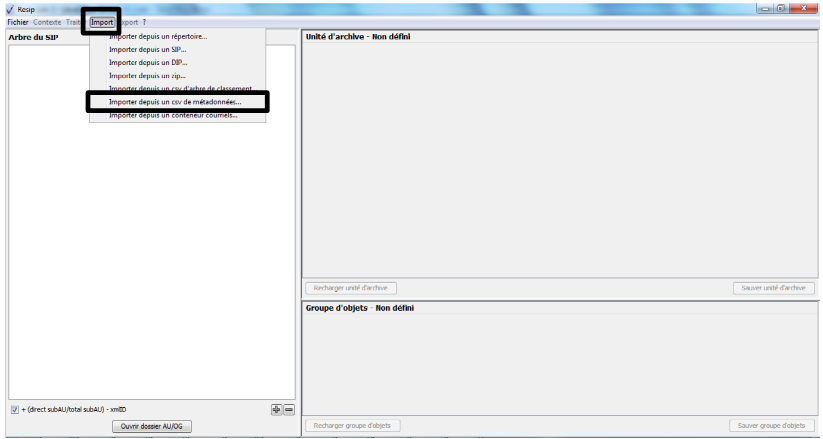 Resip
Fichier Contexte Import Export ?
Arbre du SIP
Importer depuis un répertoire...
Importer depuis un SIP...
Importer depuis un DIP...
Importer depuis un zip...
Importer depuis un csv d'arbre de classement
Importer depuis un csv de métadonnées...
Importer depuis un conteneur courriels...
Unité d'archive - Non défini
Recharger unité d'archive
Sauver unité d'archive
Groupe d'objets - Non défini
+ (direct subAU/total subAU) - xmlID
Ouvrir dossier AU/OG
Recharger groupe d'objets
Sauver groupe d'objets